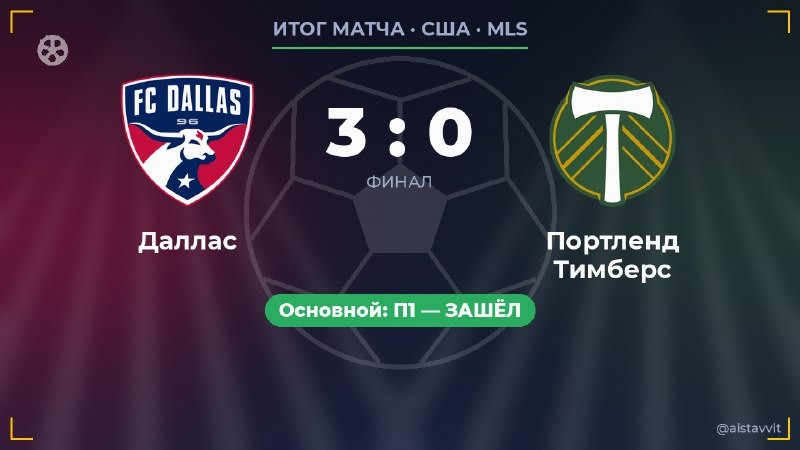 ИТОГ МАТЧА · США · MLS
FC DALLAS
96
3 : 0
ФИНАЛ
Даллас
Портленд
Тимберс
Основной: П1 — ЗАШЁЛ
@aistavvit